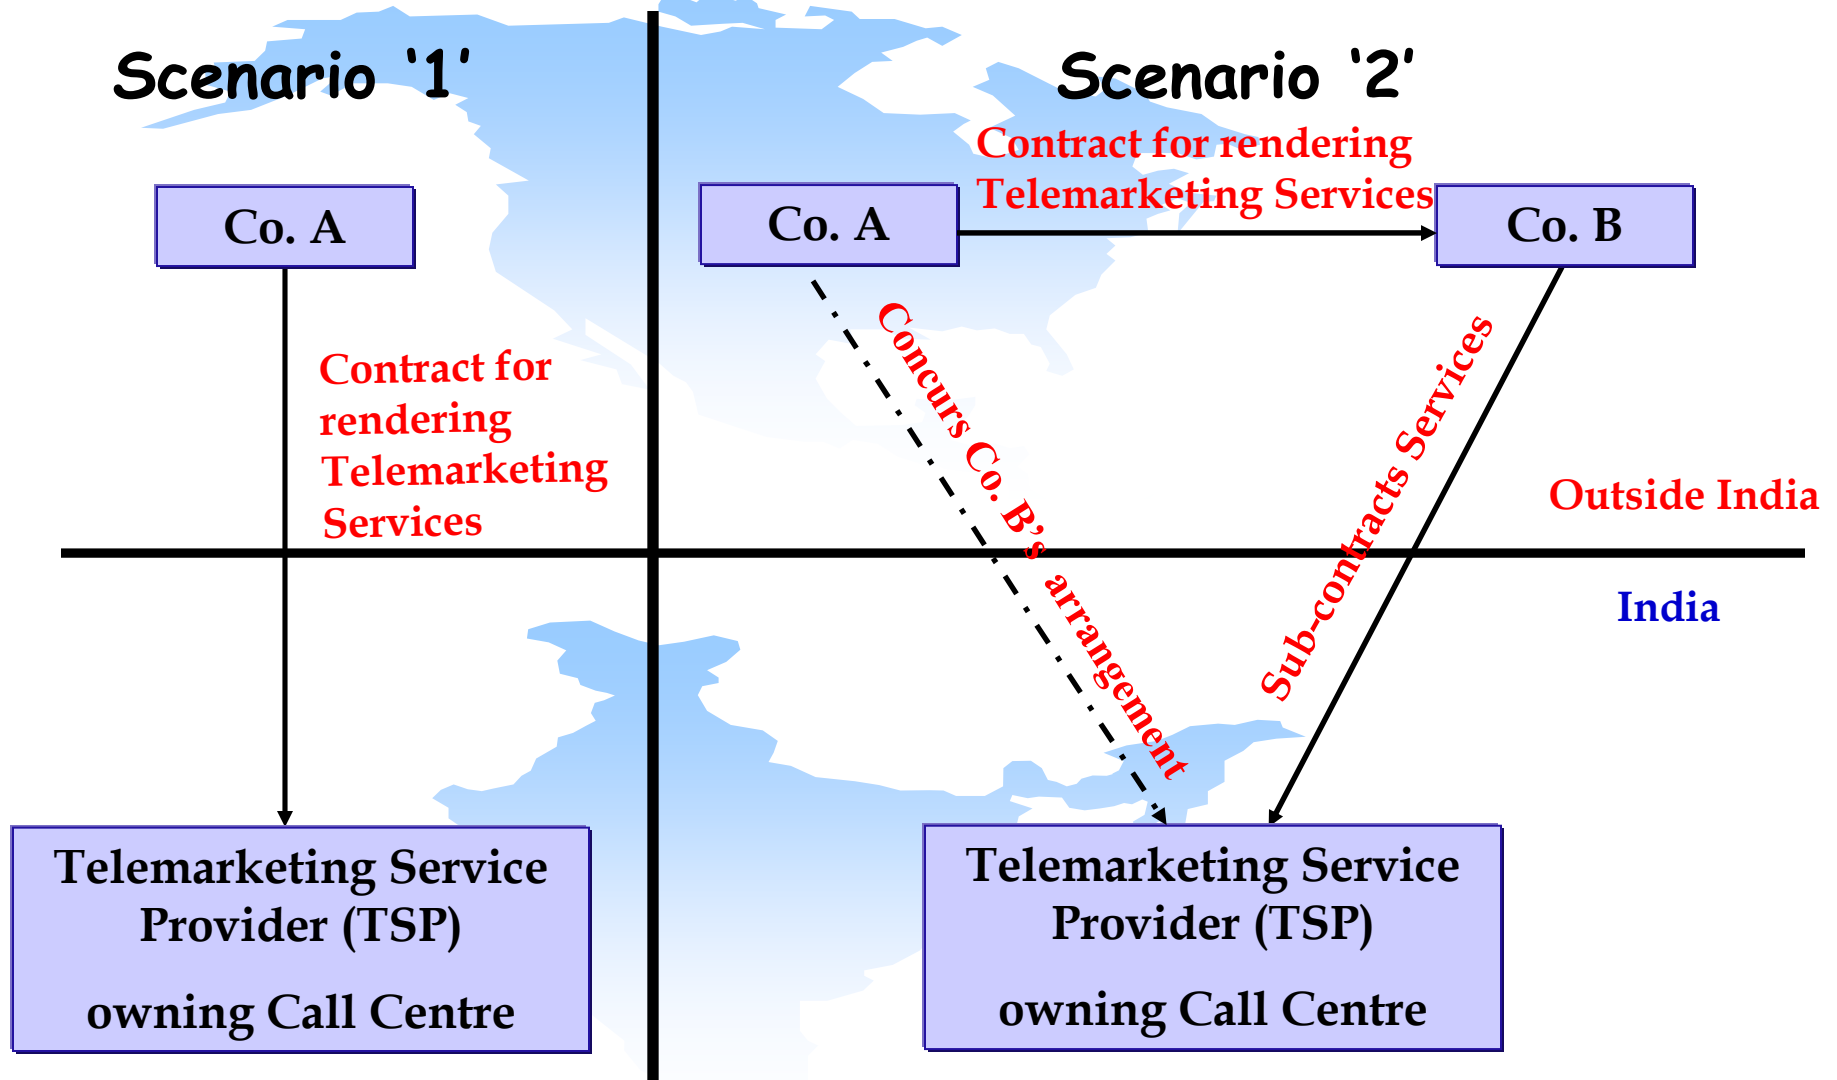 Scenario ‘1’
Co. A
Contract for
rendering
Telemarketing
Services
Telemarketing Service
Provider (TSP)
owning Call Centre
Scenario ‘2’
Contract for rendering
Telemarketing Services
Co. A
Co. B
Concurs Co. B’s arrangement
Sub-contracts Services
Outside India
India
Telemarketing Service
Provider (TSP)
owning Call Centre